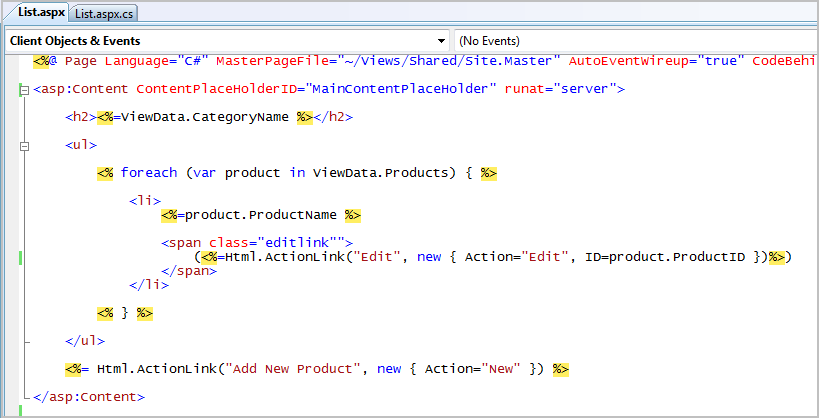 List.aspx List.aspx.cs
Client Objects & Events (No Events)
<%@ Page Language="C#" MasterPageFile="~/Views/Shared/Site.Master" AutoEventWireup="true" CodeBehi
<asp:Content ContentPlaceHolderID="MainContentPlaceHolder" runat="server">
<h2><%=ViewData.CategoryName %></h2>
<ul>
<% foreach (var product in ViewData.Products) { %>
<li>
<%=product.ProductName %>
<span class="editlink"">
(<%=Html.ActionLink("Edit", new { Action="Edit", ID=product.ProductID })%>)
</span>
</li>
<% } %>
</ul>
<%= Html.ActionLink("Add New Product", new { Action="New" }) %>
</asp:Content>